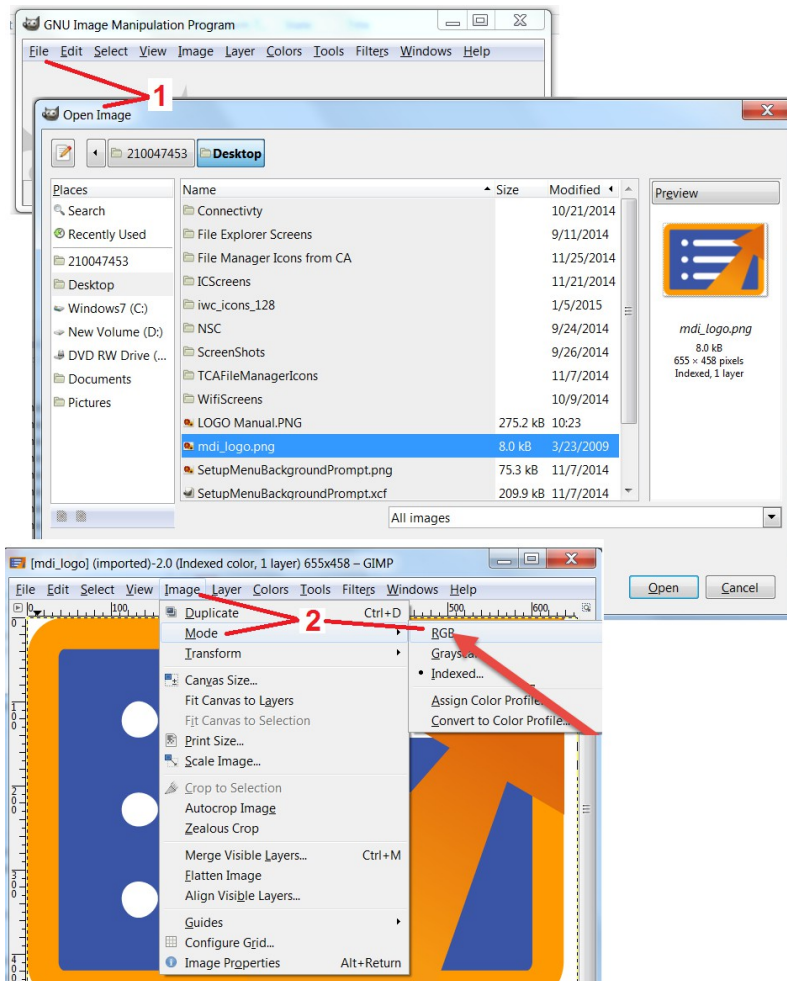 GNU Image Manipulation Program
File Edit Select View Image Layer Colors Tools Filters Windows Help
1
Open Image
210047453 Desktop
Places Name Size Modified Preview
Search Connectivty 10/21/2014
Recently Used File Explorer Screens 9/11/2014
210047453 File Manager Icons from CA 11/25/2014
Desktop ICScreens 11/21/2014
Windows7 (C:) iwc_icons_128 1/5/2015
New Volume (D:) NSC 9/24/2014 mdi_logo.png
DVD RW Drive (... ScreenShots 9/26/2014 8.0 kB
655 × 458 pixels
Documents TCAFileManagerIcons 11/7/2014 Indexed, 1 layer
Pictures WifiScreens 10/9/2014
LOGO Manual.PNG 275.2 kB 10:23
mdi_logo.png 8.0 kB 3/23/2009
SetupMenuBackgroundPrompt.png 75.3 kB 11/7/2014
SetupMenuBackgroundPrompt.xcf 209.9 kB 11/7/2014
All images
Open Cancel
[mdi_logo] (imported)-2.0 (Indexed color, 1 layer) 655x458 – GIMP
File Edit Select View Image Layer Colors Tools Filters Windows Help
0 100 500 600
Duplicate Ctrl+D
2
Mode RGB
Transform
Indexed...
Canvas Size...
Fit Canvas to Layers Assign Color Profile...
Fit Canvas to Selection Convert to Color Profile...
Print Size...
Scale Image...
Crop to Selection
Autocrop Image
Zealous Crop
Merge Visible Layers... Ctrl+M
Flatten Image
Align Visible Layers...
Guides
Configure Grid...
Image Properties Alt+Return